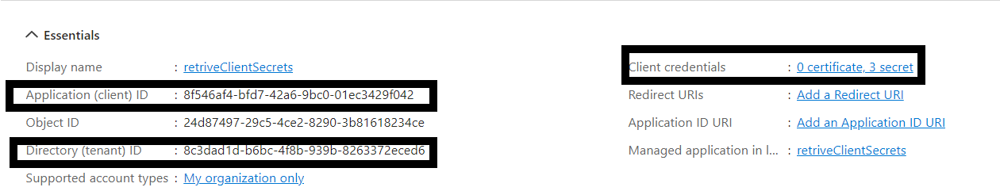 Essentials
Display name : retriveClientSecrets
Application (client) ID : 8f546af4-bfd7-42a6-9bc0-01ec3429f042
Object ID : 24d87497-29c5-4ce2-8290-3b81618234ce
Directory (tenant) ID : 8c3dad1d-b6bc-4f8b-939b-8263372eced6
Supported account types : My organization only
Client credentials : 0 certificate, 3 secret
Redirect URIs : Add a Redirect URI
Application ID URI : Add an Application ID URI
Managed application in l... : retriveClientSecrets